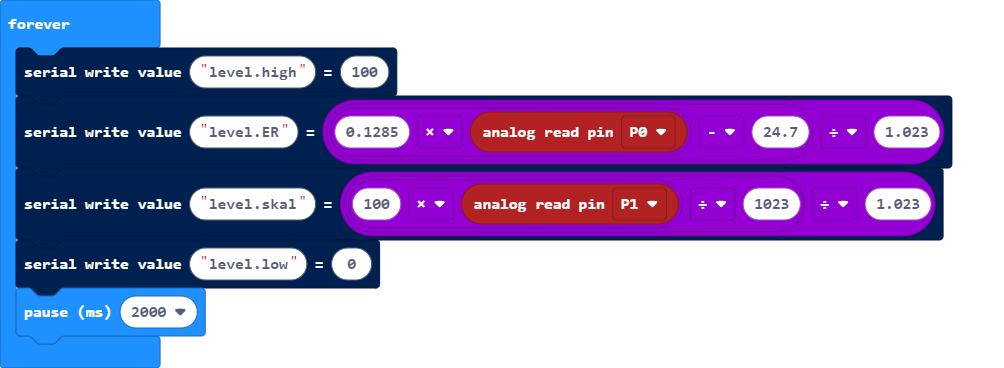 forever
serial write value "level.high" = 100
serial write value "level.ER" = 0.1285 × analog read pin P0 - 24.7 ÷ 1.023
serial write value "level.skal" = 100 × analog read pin P1 ÷ 1023 ÷ 1.023
serial write value "level.low" = 0
pause (ms) 2000